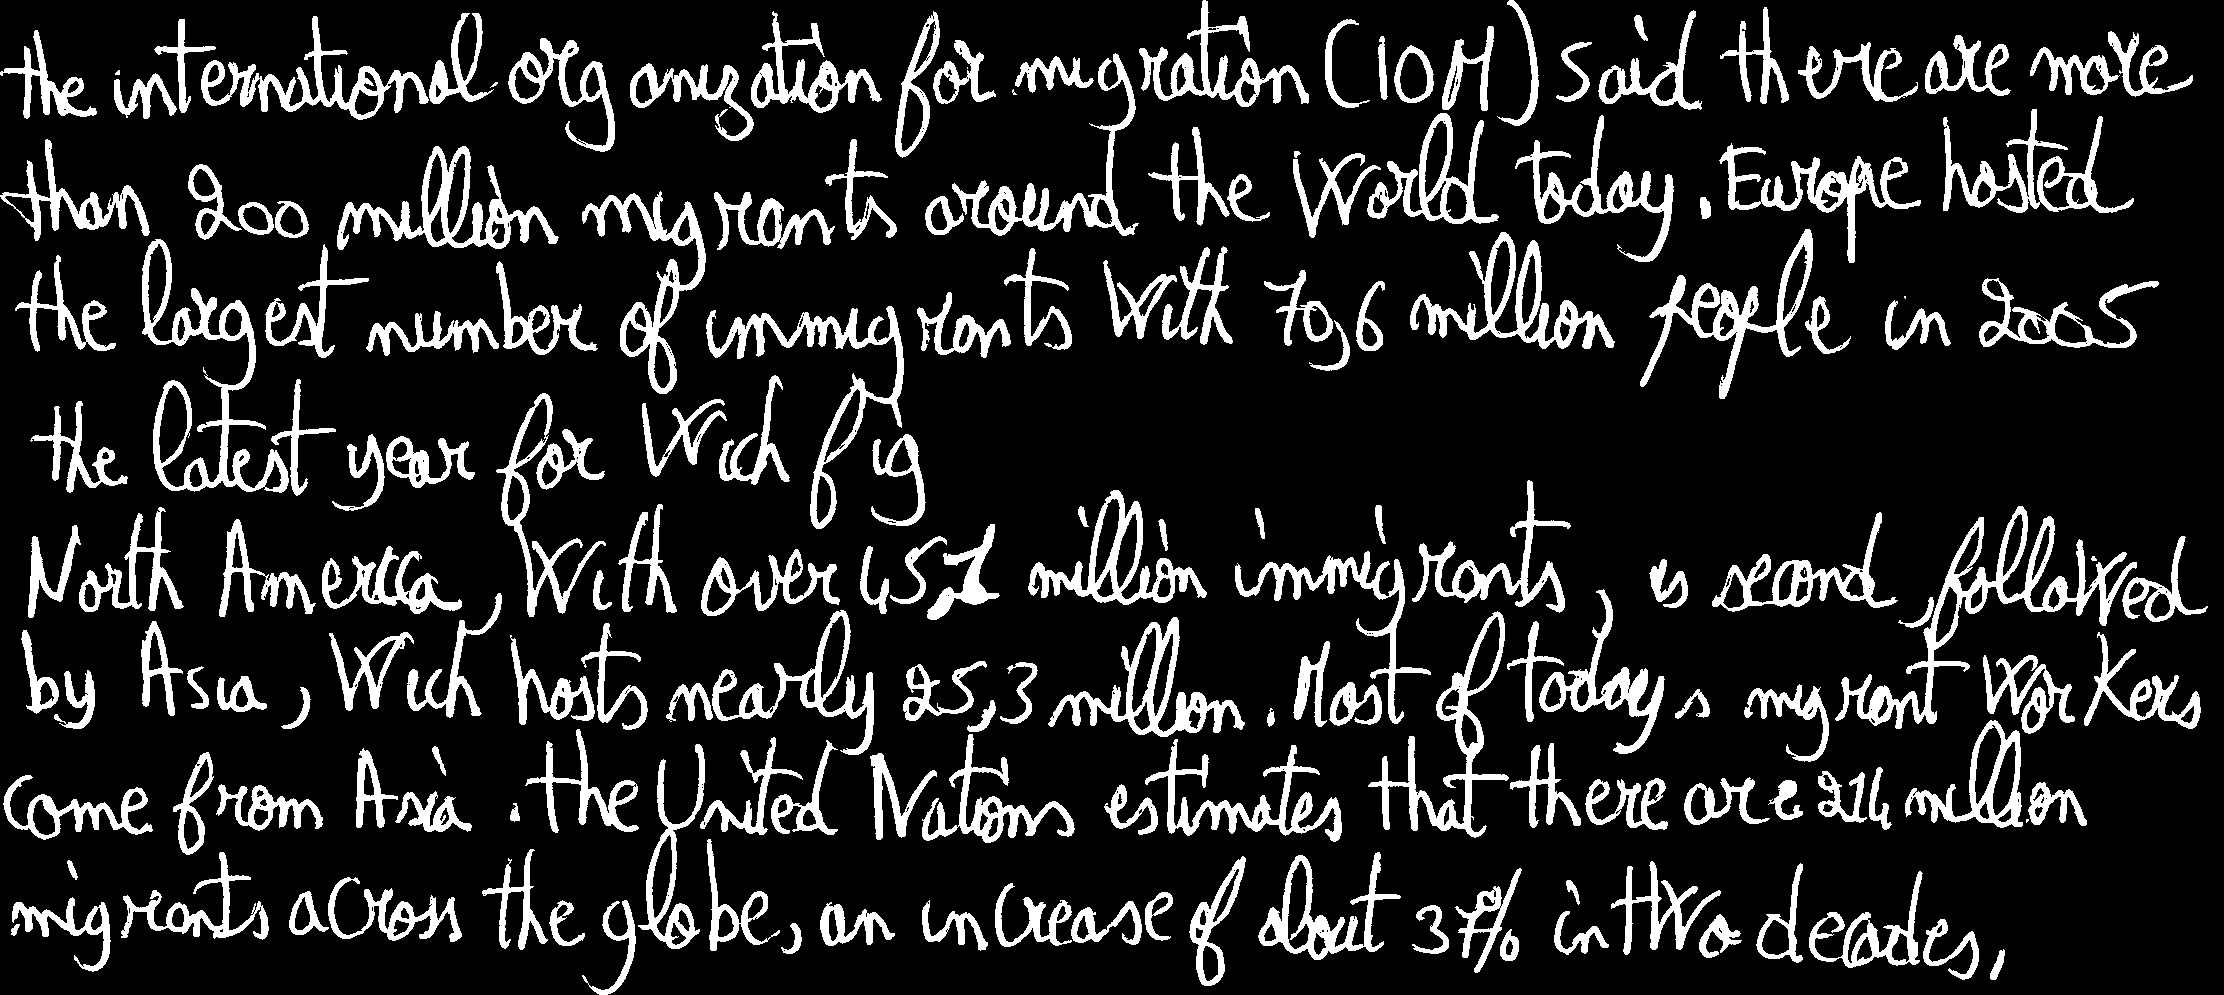 the international organization for migration (IOM) said there are more
than 200 million migrants around the World today. Europe hosted
the largest number of immigrants With 70,6 million people in 2005
the latest year for Wich fig
North America, With over 45,1 million immigrants, is second, followed
by Asia, Wich hosts nearly 25,3 million. Most of today s migrant Workers
come from Asia. the United Nations estimates that there are 214 million
migrants across the globe, an increase of about 37% in tWo decades,